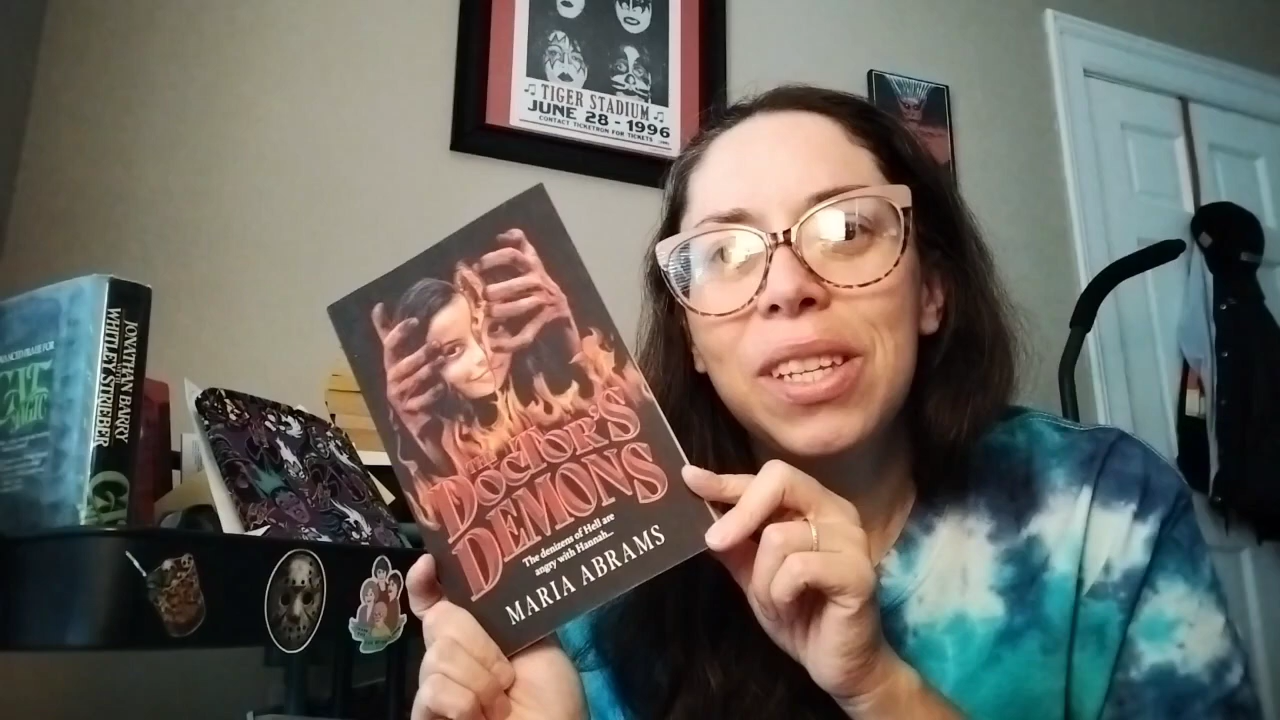 ♫ TIGER STADIUM ♫
JUNE 28 - 1996
CONTACT TICKETRON FOR TICKETS
JONATHAN BARRY
WITH
WHITLEY STRIEBER
THE
DOCTOR'S
DEMONS
The denizens of Hell are
angry with Hannah...
MARIA ABRAMS